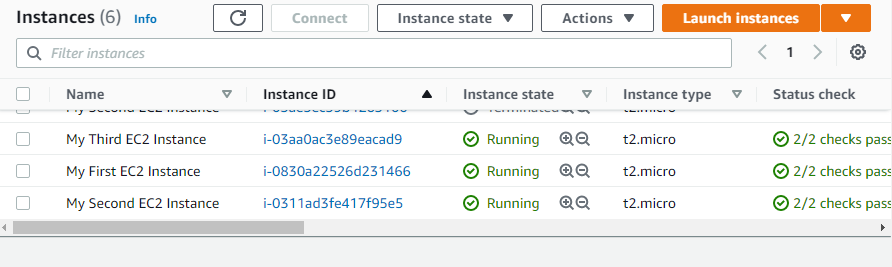 Instances (6) Info Connect Instance state Actions Launch instances
Filter instances 1
Name Instance ID Instance state Instance type Status check
My Second EC2 Instance Terminated t2.micro
My Third EC2 Instance i-03aa0ac3e89eacad9 Running t2.micro 2/2 checks pass
My First EC2 Instance i-0830a22526d231466 Running t2.micro 2/2 checks pass
My Second EC2 Instance i-0311ad3fe417f95e5 Running t2.micro 2/2 checks pass